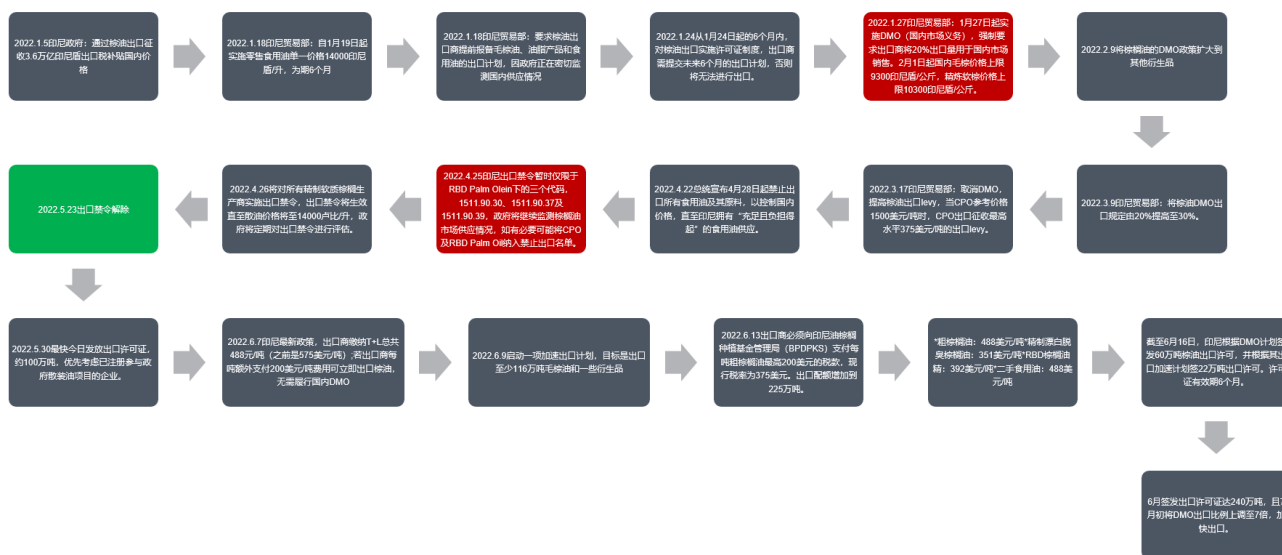 2022.1.5印尼政府：通过棕油出口征
收3.6万亿印尼盾出口税补贴国内价
格
2022.1.18印尼贸易部：自1月19日起
实施零售食用油单一价格14000印尼
盾/升，为期6个月
2022.1.18印尼贸易部：要求棕油出
口商提前报备毛棕油、油脂产品和食
用油的出口计划，因政府正在密切监
测国内供应情况
2022.1.24从1月24日起的6个月内，
对棕油出口实施许可证制度，出口商
需提交未来6个月的出口计划，否则
将无法进行出口。
2022.1.27印尼贸易部：1月27日起实
施DMO（国内市场义务），强制要
求出口商将20%出口量用于国内市场
销售。2月1日起国内毛棕价格上限
9300印尼盾/公斤，精炼软棕价格上
限10300印尼盾/公斤。
2022.2.9将棕榈油的DMO政策扩大到
其他衍生品
2022.3.9印尼贸易部：将棕油DMO出
口规定由20%提高至30%。
2022.3.17印尼贸易部：取消DMO，
提高棕油出口levy，当CPO参考价格
1500美元/吨时，CPO出口征收最高
水平375美元/吨的出口levy。
2022.4.22总统宣布4月28日起禁止出
口所有食用油及其原料，以控制国内
价格，直至印尼拥有“充足且负担得
起”的食用油供应。
2022.4.25印尼出口禁令暂时仅限于
RBD Palm Olein下的三个代码，
1511.90.30、1511.90.37及
1511.90.39，政府将继续监测棕榈油
市场供应情况，如有必要可能将CPO
及RBD Palm Oil纳入禁止出口名单。
2022.4.26将对所有精制软质棕榈生
产商实施出口禁令，出口禁令将生效
直至散油价格将至14000卢比/升，政
府将定期对出口禁令进行评估。
2022.5.23出口禁令解除
2022.5.30最快今日发放出口许可证，
约100万吨，优先考虑已注册参与政
府散装油项目的企业。
2022.6.7印尼最新政策，出口商缴纳T+L总共
488元/吨（之前是575美元/吨）;若出口商每
吨额外支付200美元/吨费用可立即出口棕油，
无需履行国内DMO
2022.6.9启动一项加速出口计划，目标是出口
至少116万吨毛棕油和一些衍生品
2022.6.13出口商必须向印尼油棕榈
种植基金管理局（BPDPKS）支付每
吨粗棕榈油最高200美元的税款，现
行税率为375美元。出口配额增加到
225万吨。
*粗棕榈油：488美元/吨*精制漂白脱
臭棕榈油：351美元/吨*RBD棕榈油
精：392美元/吨*二手食用油：488美
元/吨
截至6月16日，印尼根据DMO计划签
发60万吨棕油出口许可，并根据其出
口加速计划签22万吨出口许可。许可
证有效期6个月。
6月签发出口许可证达240万吨，且7
月初将DMO出口比例上调至7倍，加
快出口。